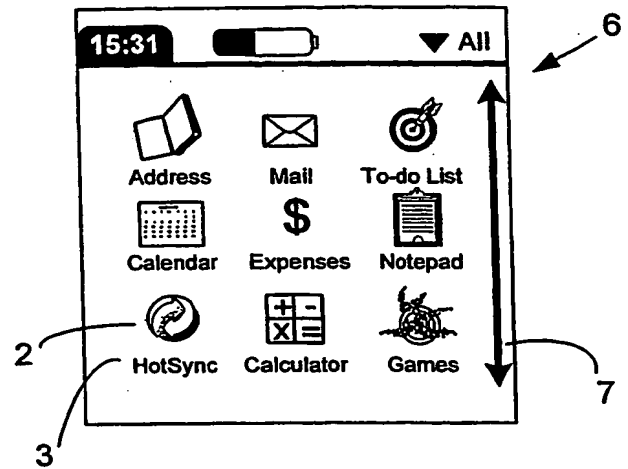 15:31 ▼ All
6
Address Mail To-do List
$
Calendar Expenses Notepad
+ -
X =
2
HotSync Calculator Games
7
3